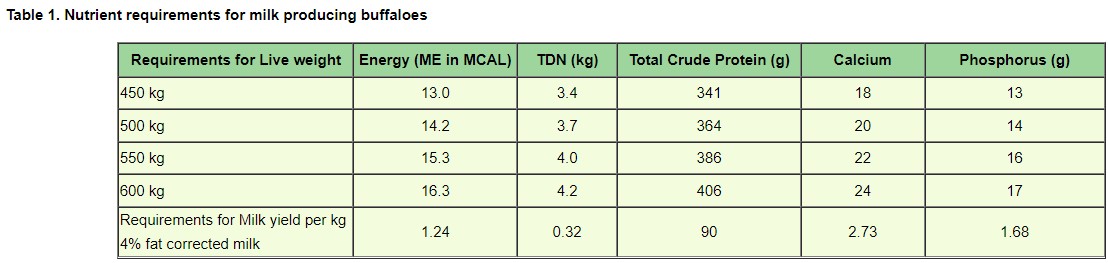 Table 1. Nutrient requirements for milk producing buffaloes
Requirements for Live weight Energy (ME in MCAL) TDN (kg) Total Crude Protein (g) Calcium Phosphorus (g)
450 kg 13.0 3.4 341 18 13
500 kg 14.2 3.7 364 20 14
550 kg 15.3 4.0 386 22 16
600 kg 16.3 4.2 406 24 17
Requirements for Milk yield per kg
4% fat corrected milk 1.24 0.32 90 2.73 1.68